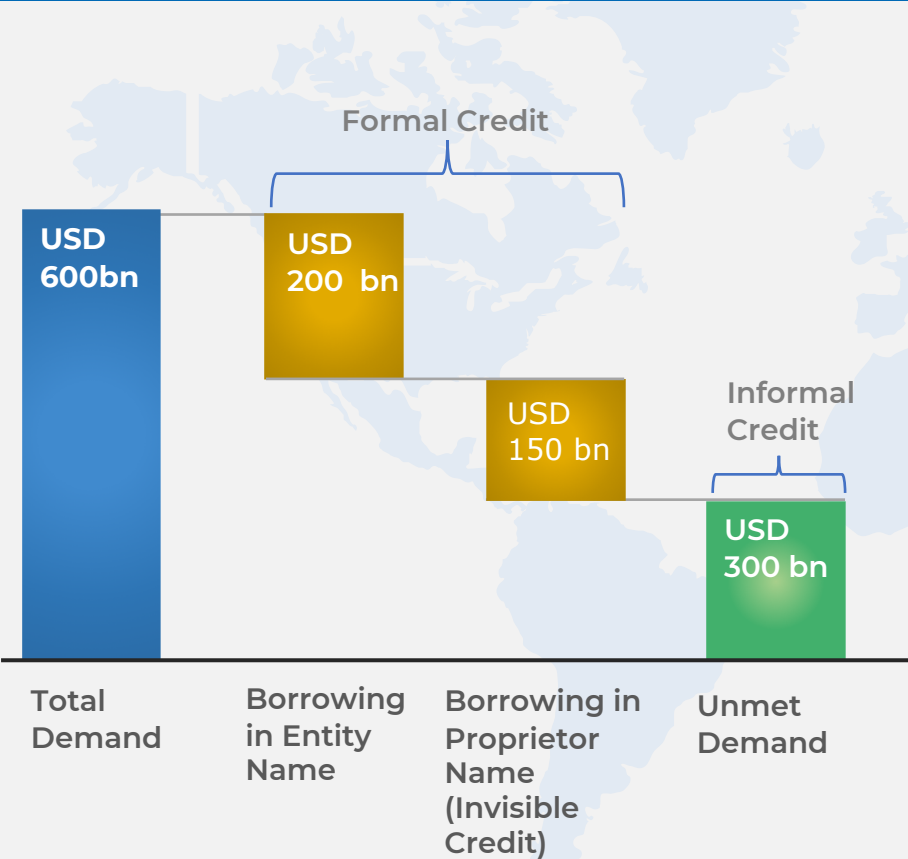 Formal Credit
USD
600bn
USD
200 bn
USD
150 bn
Informal
Credit
USD
300 bn
Total
Demand
Borrowing
in Entity
Name
Borrowing in
Proprietor
Name
(Invisible
Credit)
Unmet
Demand